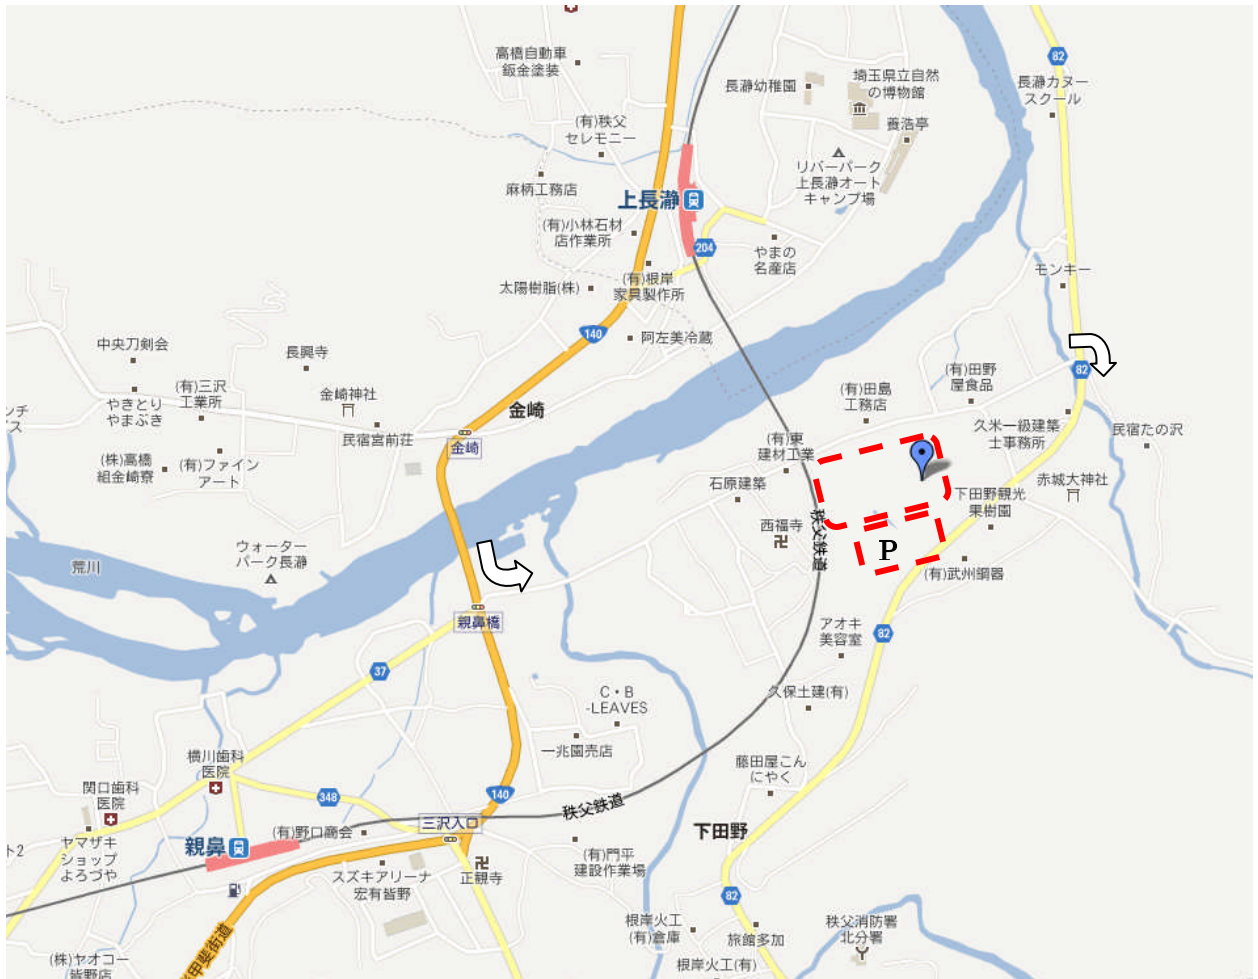 高橋自動車
鈑金塗装
82
長瀞カヌー
スクール
長瀞幼稚園
埼玉県立自然
の博物館
養浩亭
(有)秩父
セレモニー
リバーパーク
上長瀞オート
キャンプ場
麻柄工務店
上長瀞
(有)小林石材
店作業所
204
やまの
名産店
モンキー
(有)根岸
家具製作所
太陽樹脂(株)
140
阿左美冷蔵
中央刀剣会
長興寺
82
(有)田野
屋食品
(有)三沢
工業所
金崎神社
(有)田島
工務店
やきとり
やまぶき
ンチ
ス
金崎
民宿宮前荘
金崎
久米一級建築
士事務所
民宿たの沢
(有)東
建材工業
(株)高橋
組金崎寮
(有)ファイン
アート
石原建築
赤城大神社
下田野観光
果樹園
西福寺
秩父鉄道
P
ウォーター
パーク長瀞
荒川
(有)武州鋼器
親鼻橋
アオキ
美容室
82
37
C・B
-LEAVES
久保土建(有)
一兆園売店
横川歯科
医院
藤田屋こん
にやく
関口歯科
医院
348
140
秩父鉄道
三沢入口
(有)野口商会
下田野
親鼻
ヤマザキ
ショップ
よろづや
ト2
(有)門平
建設作業場
スズキアリーナ
宏有皆野
正観寺
82
根岸火工
(有)倉庫
旅館多加
秩父消防署
北分署
甲斐街道
(株)ヤオコー
皆野店
根岸火工(有)